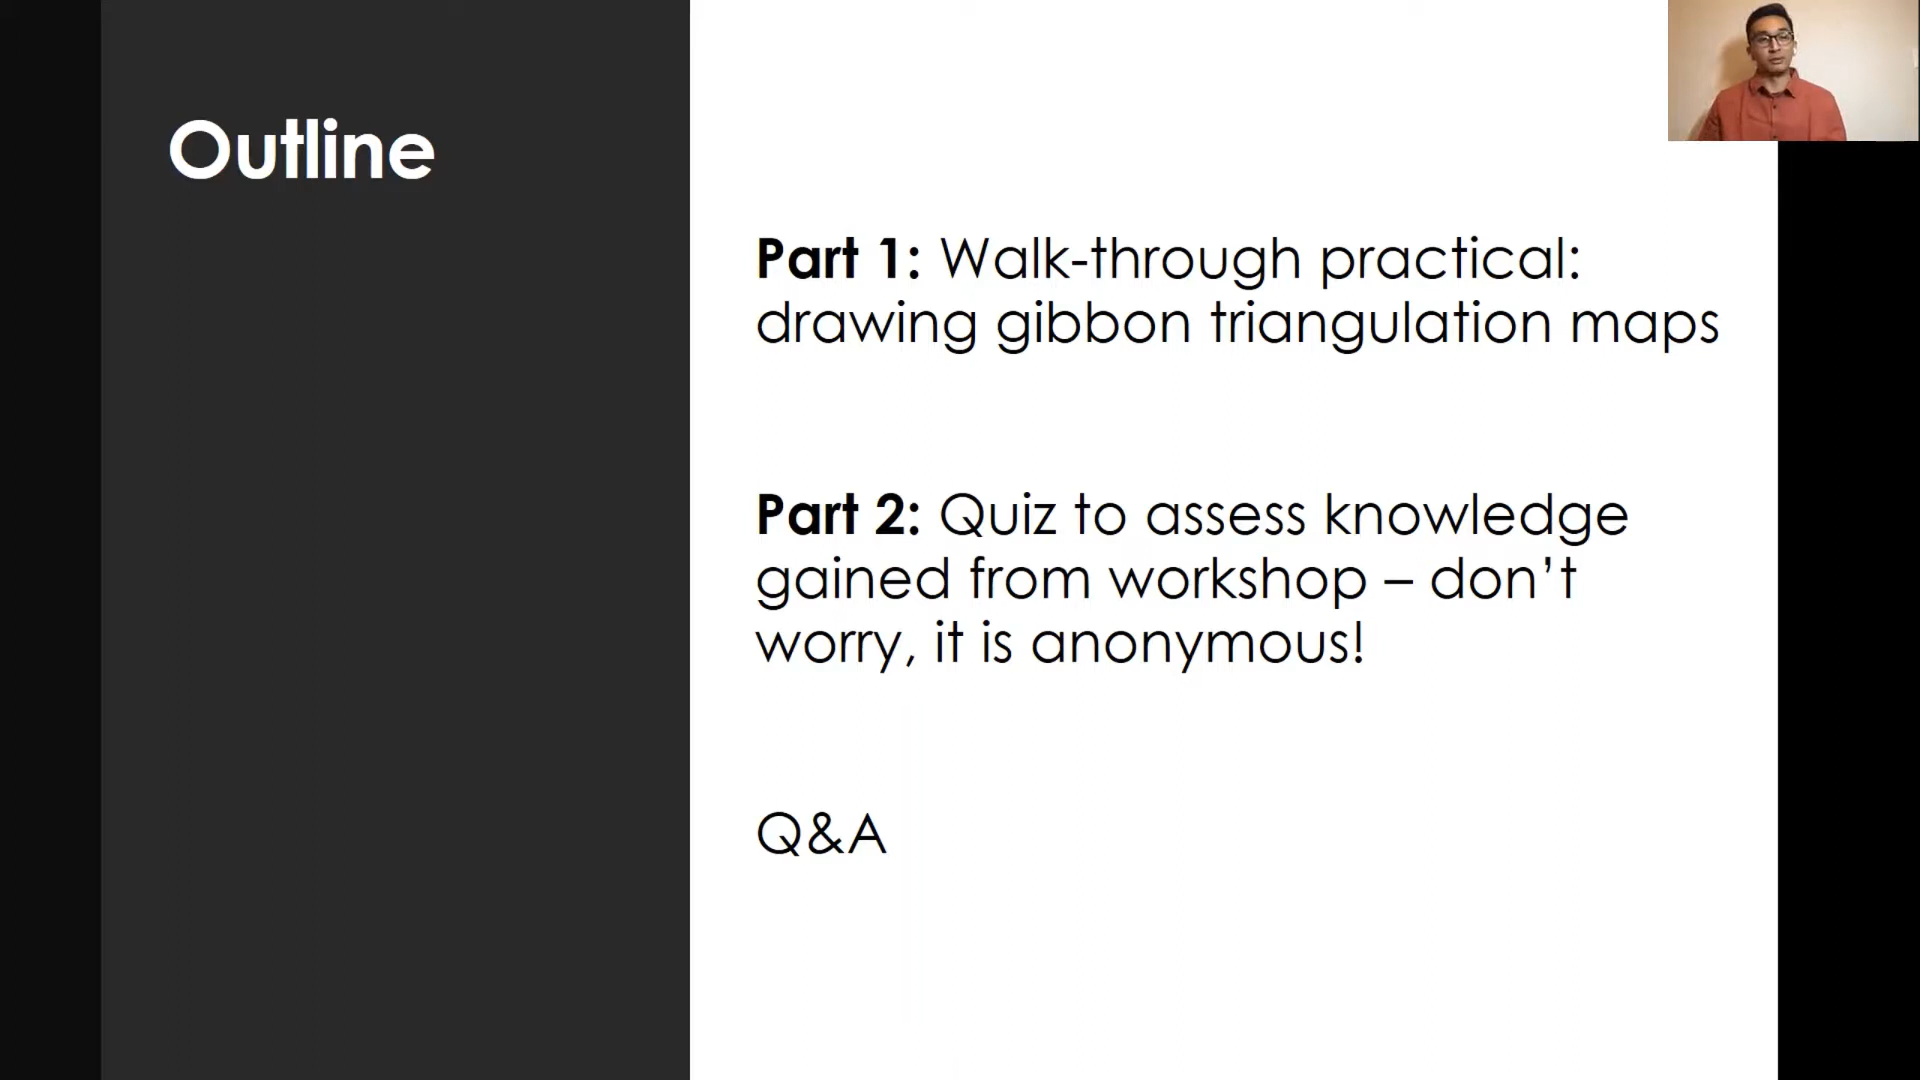 Outline
Part 1: Walk-through practical:
drawing gibbon triangulation maps
Part 2: Quiz to assess knowledge
gained from workshop – don’t
worry, it is anonymous!
Q&A